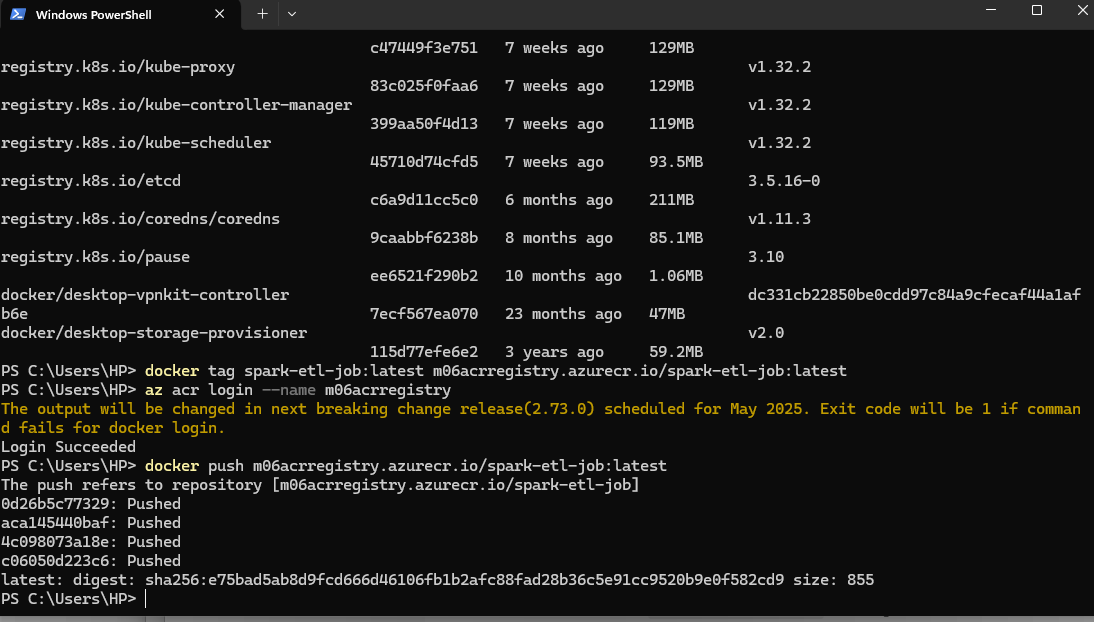 Windows PowerShell
c47449f3e751 7 weeks ago 129MB
registry.k8s.io/kube-proxy v1.32.2
83c025f0faa6 7 weeks ago 129MB
registry.k8s.io/kube-controller-manager v1.32.2
399aa50f4d13 7 weeks ago 119MB
registry.k8s.io/kube-scheduler v1.32.2
45710d74cfd5 7 weeks ago 93.5MB
registry.k8s.io/etcd 3.5.16-0
c6a9d11cc5c0 6 months ago 211MB
registry.k8s.io/coredns/coredns v1.11.3
9caabbf6238b 8 months ago 85.1MB
registry.k8s.io/pause 3.10
ee6521f290b2 10 months ago 1.06MB
docker/desktop-vpnkit-controller dc331cb22850be0cdd97c84a9cfecaf44a1af
b6e 7ecf567ea070 23 months ago 47MB
docker/desktop-storage-provisioner v2.0
115d77efe6e2 3 years ago 59.2MB
PS C:\Users\HP> docker tag spark-etl-job:latest m06acrregistry.azurecr.io/spark-etl-job:latest
PS C:\Users\HP> az acr login --name m06acrregistry
The output will be changed in next breaking change release(2.73.0) scheduled for May 2025. Exit code will be 1 if comman
d fails for docker login.
Login Succeeded
PS C:\Users\HP> docker push m06acrregistry.azurecr.io/spark-etl-job:latest
The push refers to repository [m06acrregistry.azurecr.io/spark-etl-job]
0d26b5c77329: Pushed
aca145440baf: Pushed
4c098073a18e: Pushed
c06050d223c6: Pushed
latest: digest: sha256:e75bad5ab8d9fcd666d46106fb1b2afc88fad28b36c5e91cc9520b9e0f582cd9 size: 855
PS C:\Users\HP>